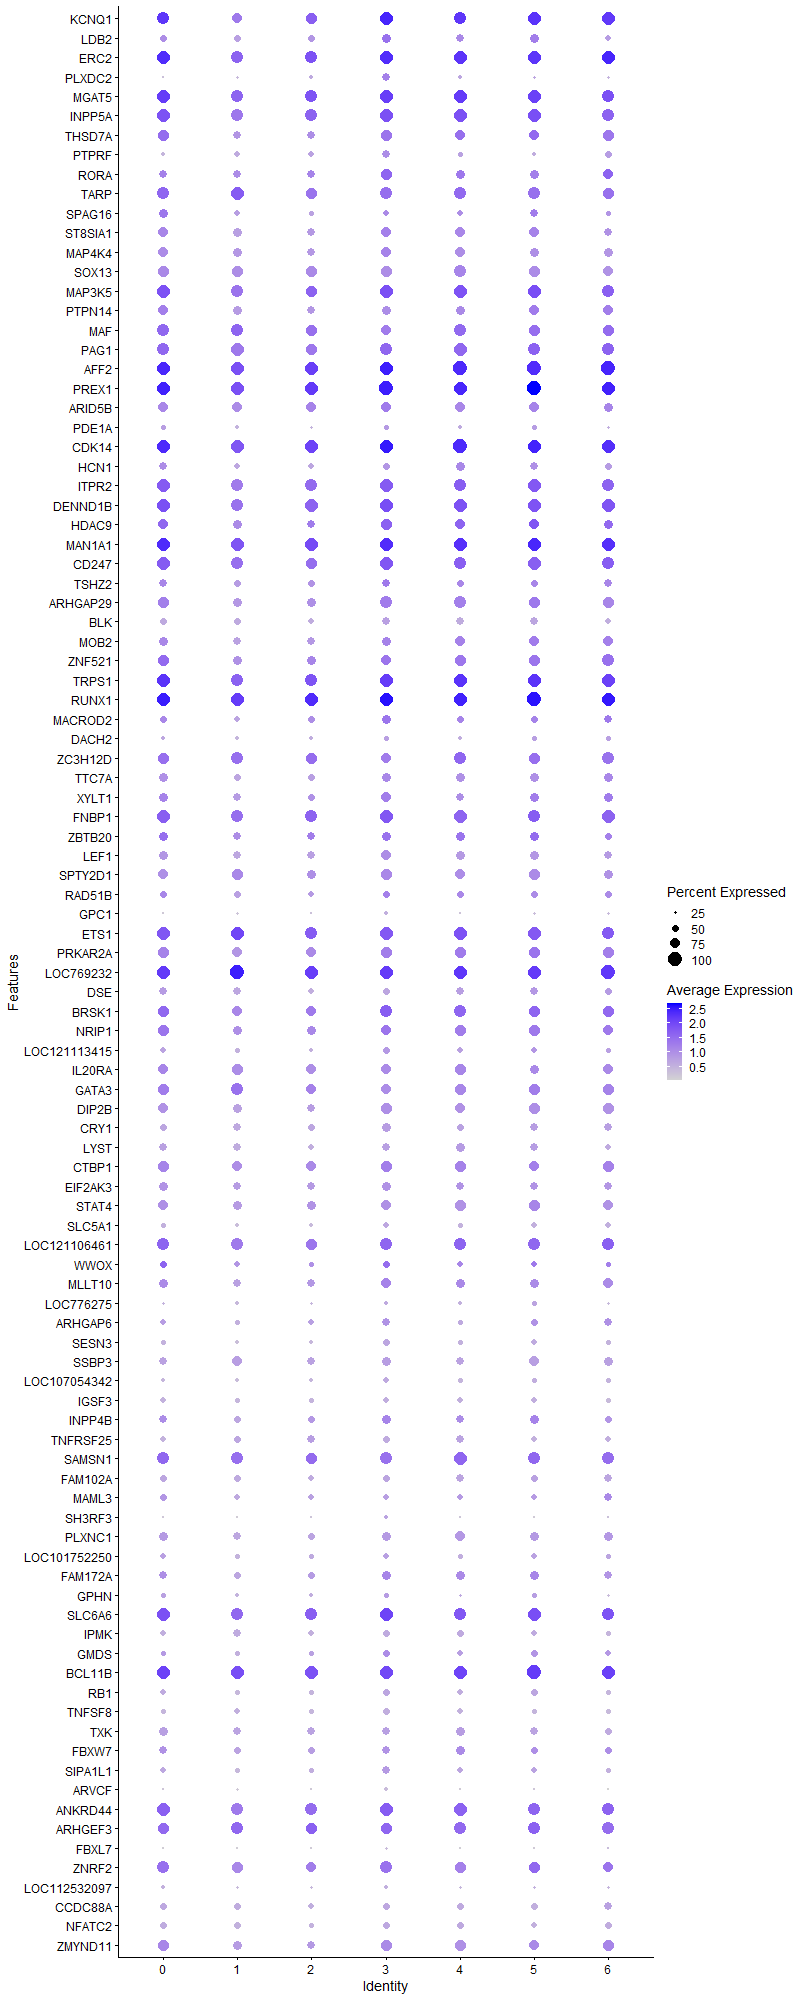 KCNQ1
LDB2
ERC2
PLXDC2
MGAT5
INPP5A
THSD7A
PTPRF
RORA
TARP
SPAG16
ST8SIA1
MAP4K4
SOX13
MAP3K5
PTPN14
MAF
PAG1
AFF2
PREX1
ARID5B
PDE1A
CDK14
HCN1
ITPR2
DENND1B
HDAC9
MAN1A1
CD247
TSHZ2
ARHGAP29
BLK
MOB2
ZNF521
TRPS1
RUNX1
MACROD2
DACH2
ZC3H12D
TTC7A
XYLT1
FNBP1
ZBTB20
LEF1
SPTY2D1
RAD51B
GPC1
ETS1
PRKAR2A
LOC769232
DSE
BRSK1
NRIP1
LOC121113415
IL20RA
GATA3
DIP2B
CRY1
LYST
CTBP1
EIF2AK3
STAT4
SLC5A1
LOC121106461
WWOX
MLLT10
LOC776275
ARHGAP6
SESN3
SSBP3
LOC107054342
IGSF3
INPP4B
TNFRSF25
SAMSN1
FAM102A
MAML3
SH3RF3
PLXNC1
LOC101752250
FAM172A
GPHN
SLC6A6
IPMK
GMDS
BCL11B
RB1
TNFSF8
TXK
FBXW7
SIPA1L1
ARVCF
ANKRD44
ARHGEF3
FBXL7
ZNRF2
LOC112532097
CCDC88A
NFATC2
ZMYND11
Features
0 1 2 3 4 5 6
Identity
Percent Expressed
25
50
75
100
Average Expression
2.5
2.0
1.5
1.0
0.5